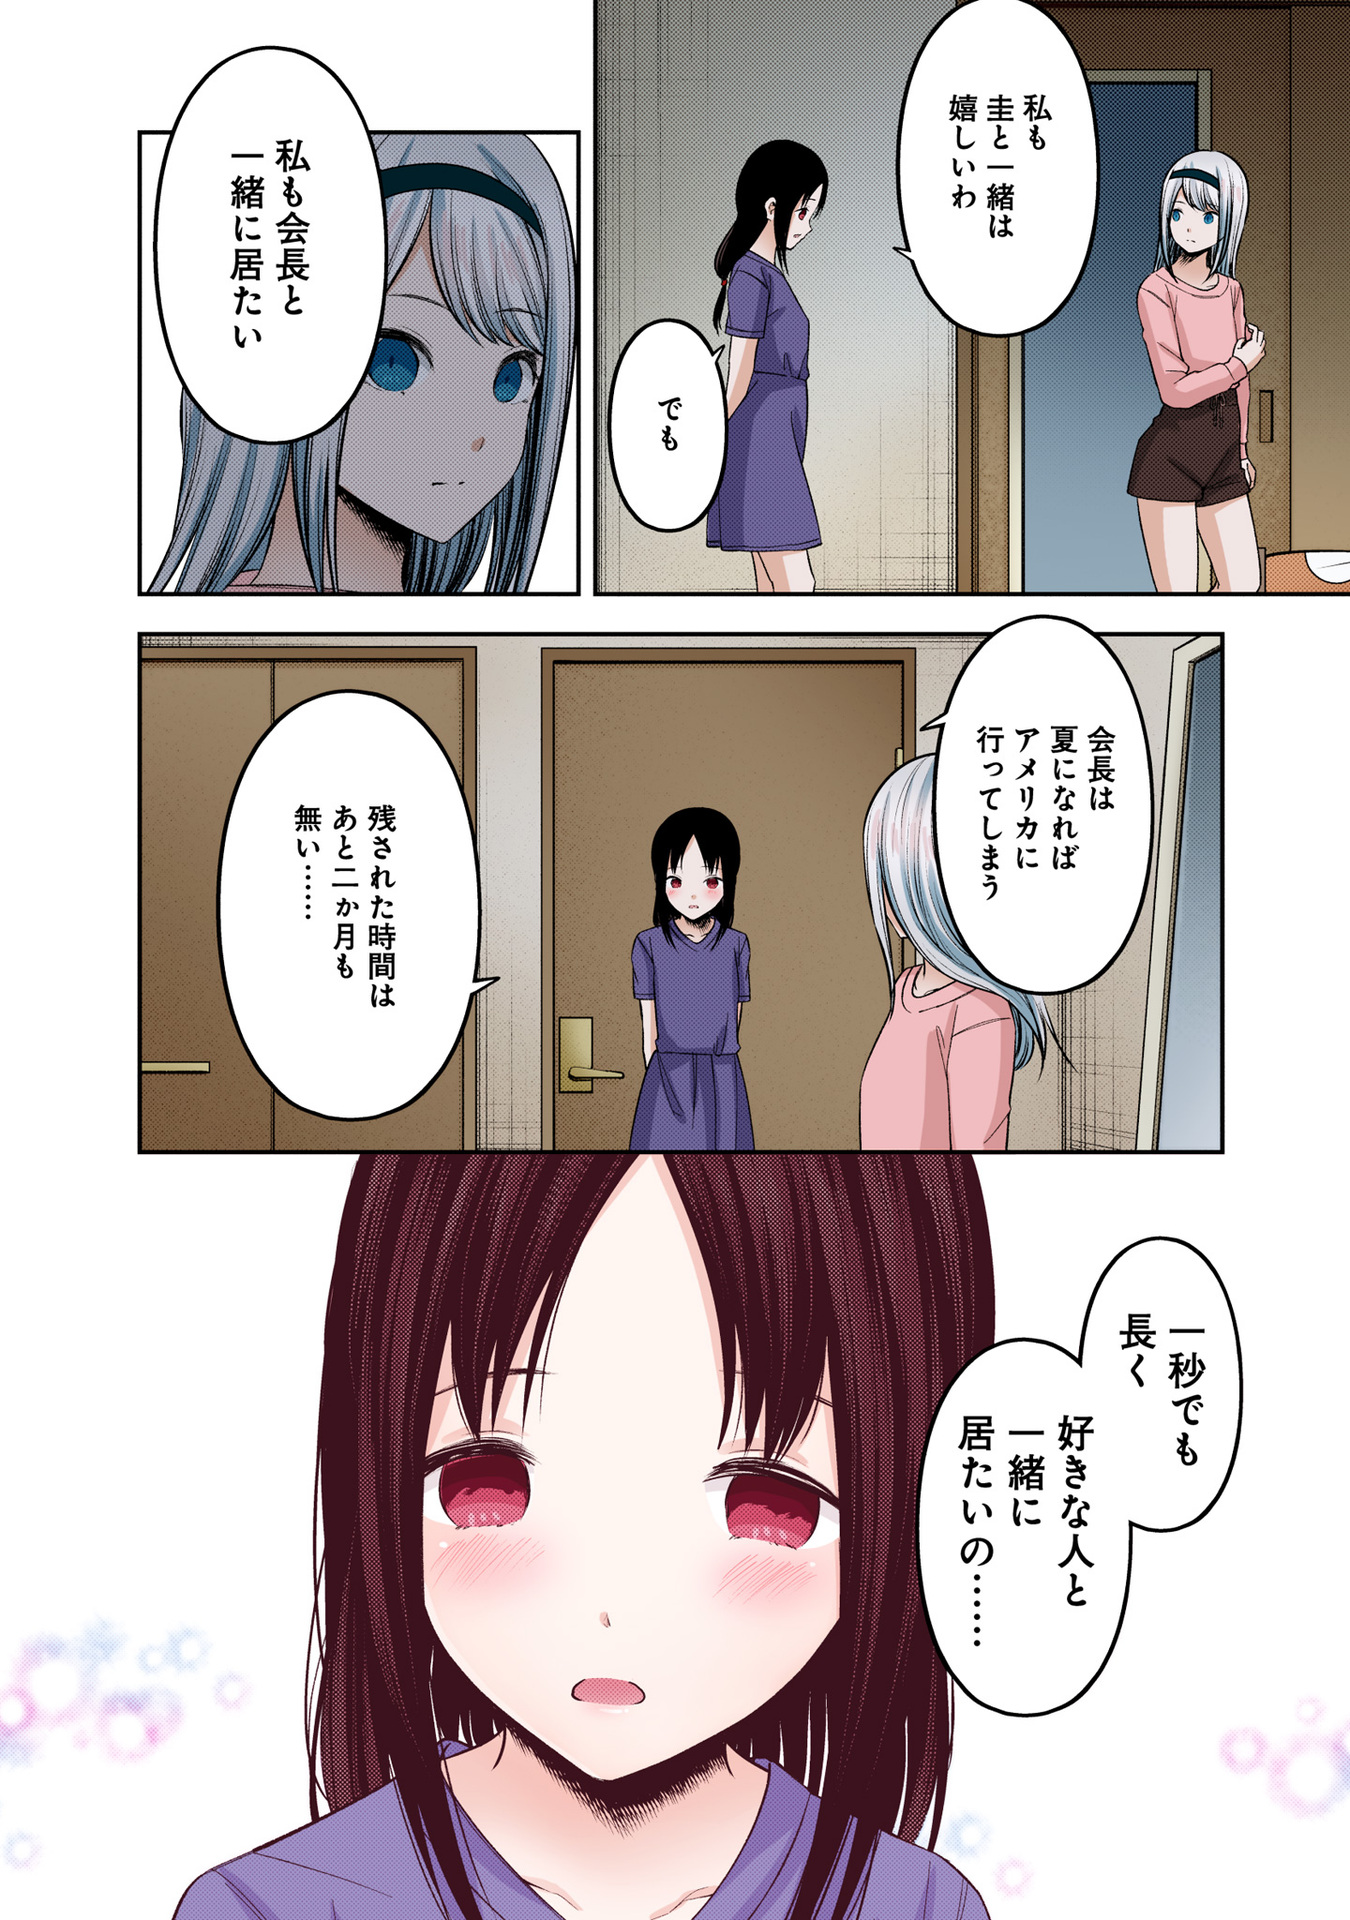 私も
圭と一緒は
嬉しいわ
でも
私も会長と
一緒に居たい
会長は
夏になれば
アメリカに
行ってしまう
残された時間は
あと二か月も
無い……
一秒でも
長く
好きな人と
一緒に
居たいの……